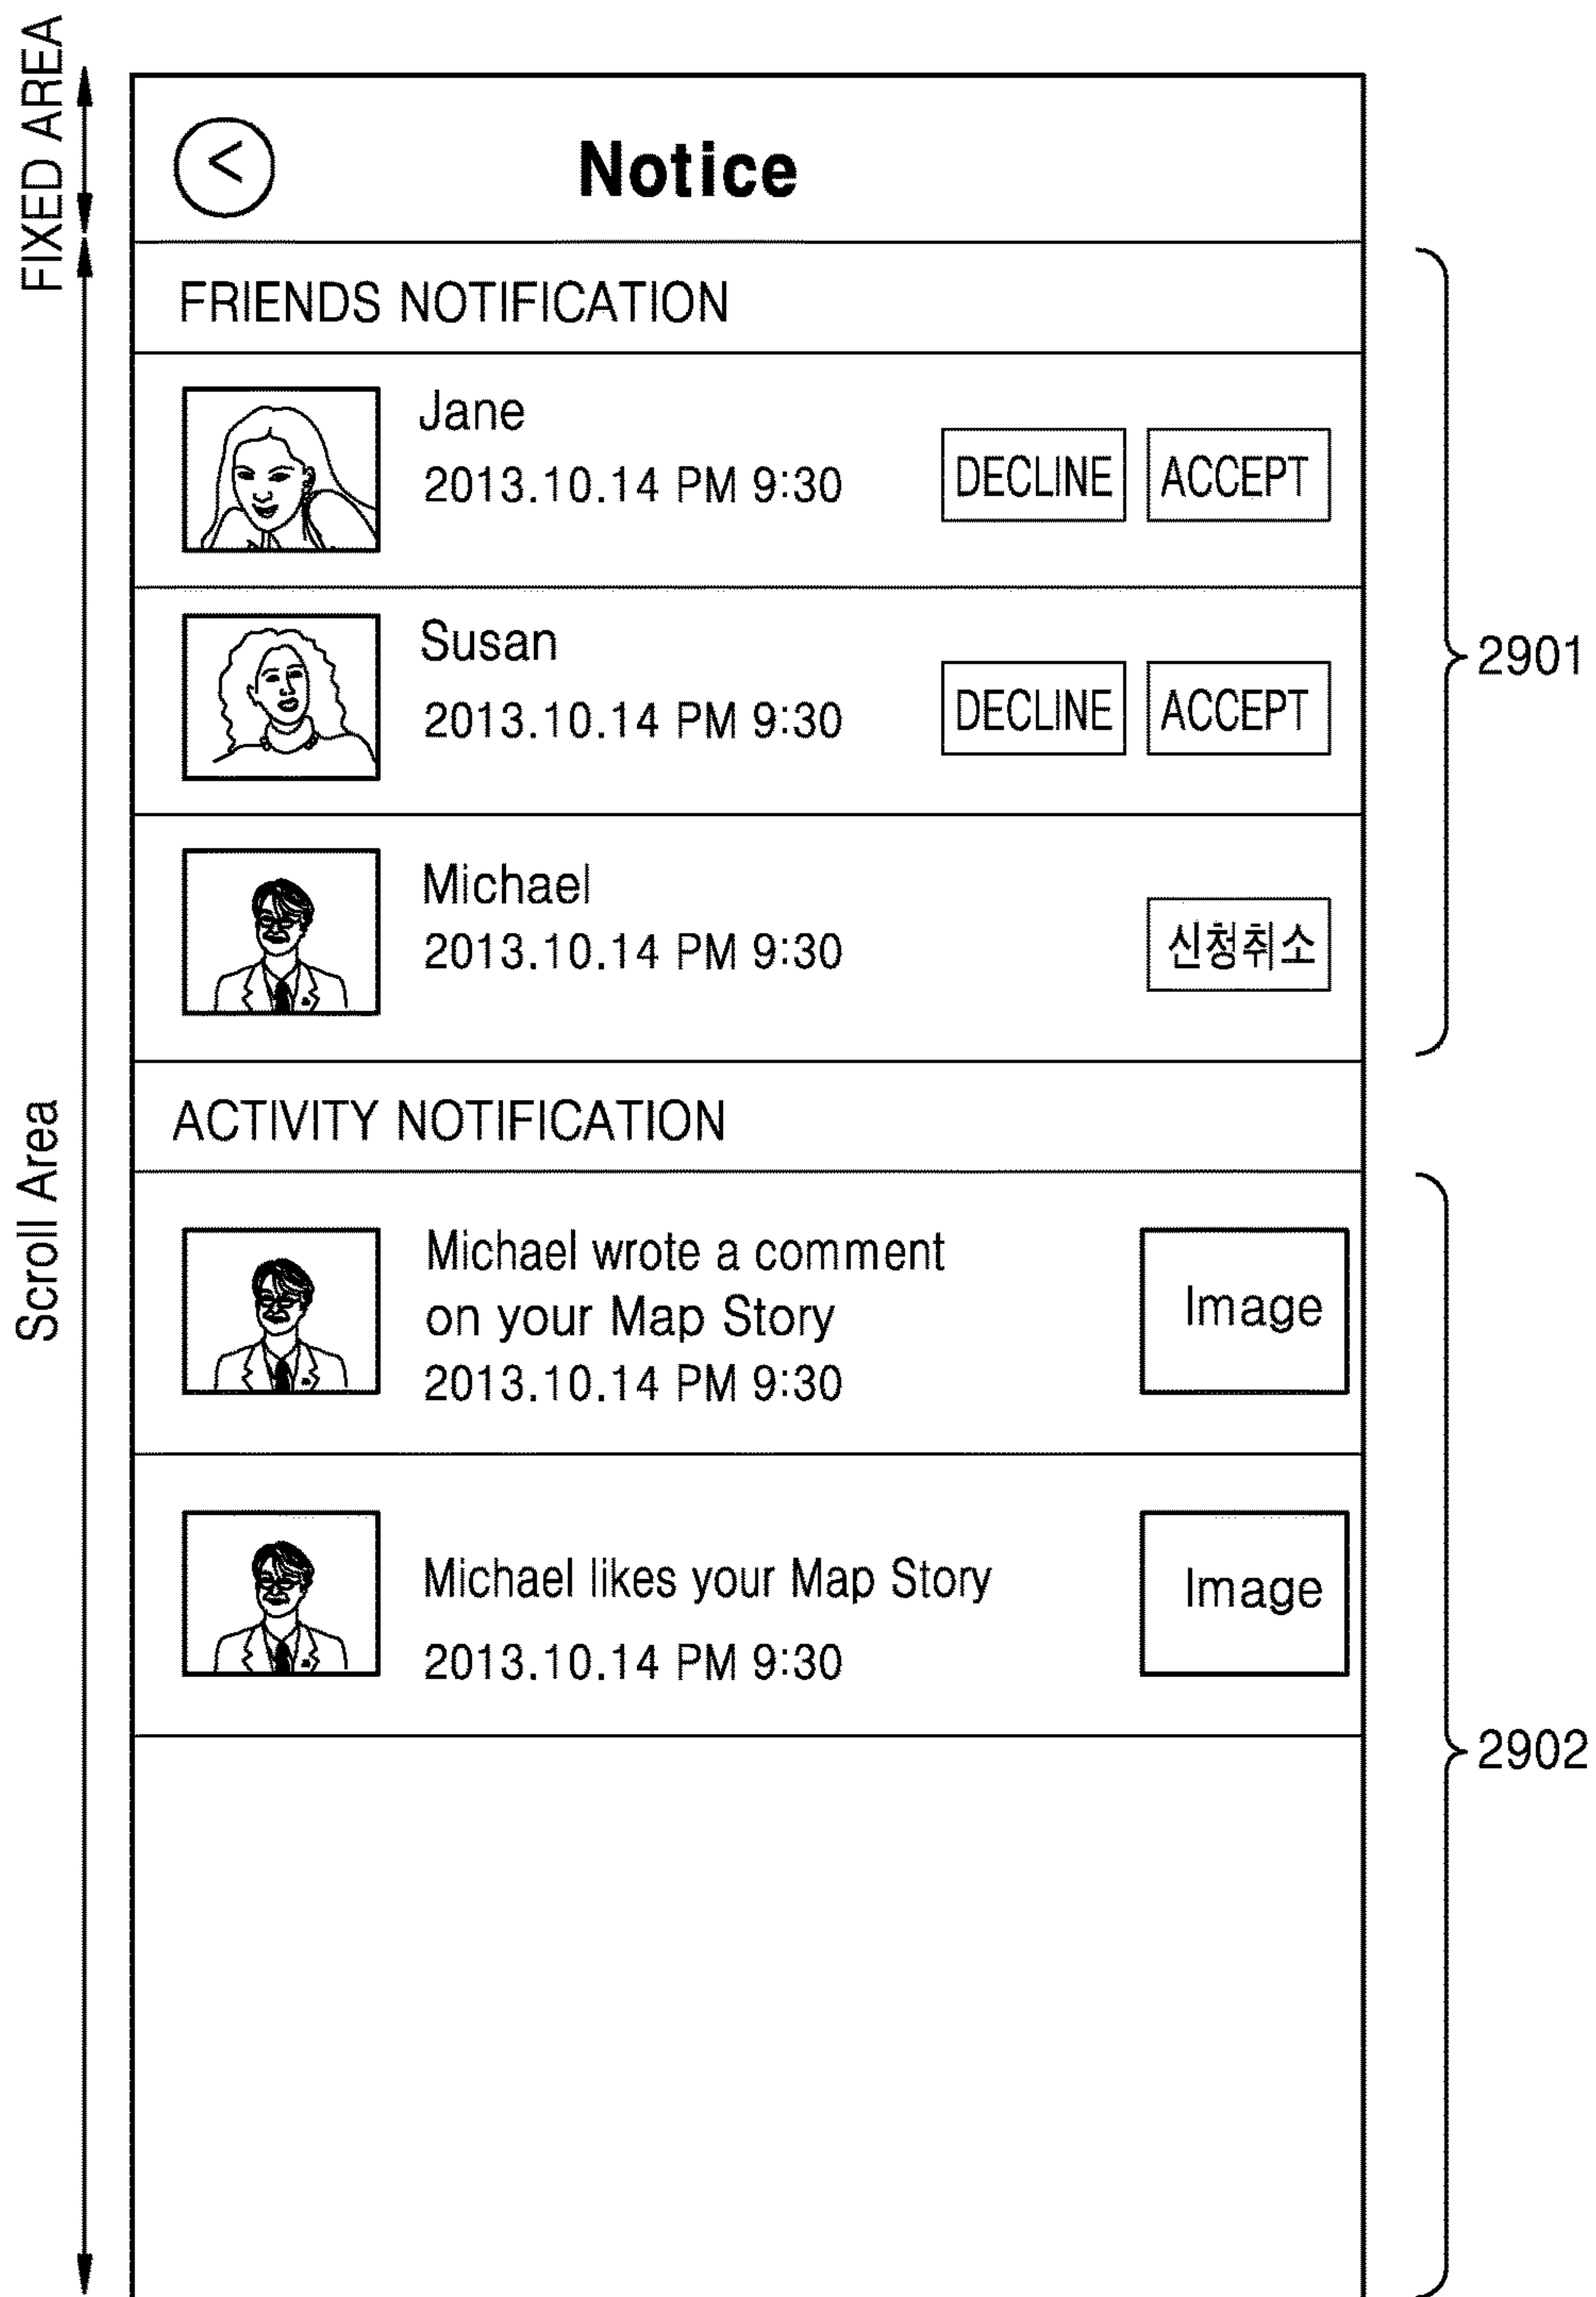 FIXED AREA
<
Notice
FRIENDS NOTIFICATION
Jane
2013.10.14 PM 9:30
DECLINE
ACCEPT
Susan
2013.10.14 PM 9:30
DECLINE
ACCEPT
2901
Michael
2013.10.14 PM 9:30
신청취소
Scroll Area
ACTIVITY NOTIFICATION
Michael wrote a comment
on your Map Story
2013.10.14 PM 9:30
Image
Michael likes your Map Story
2013.10.14 PM 9:30
Image
2902